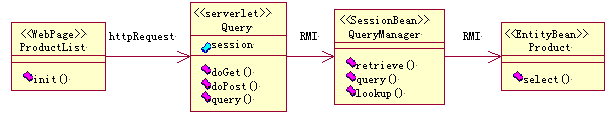 <<WebPage>>
ProductList
init()
httpRequest
<<serverlet>>
Query
session
doGet()
doPost()
query()
RMI
<<SessionBean>>
QueryManager
retrieve()
query()
lookup()
RMI
<<EntityBean>>
Product
select()